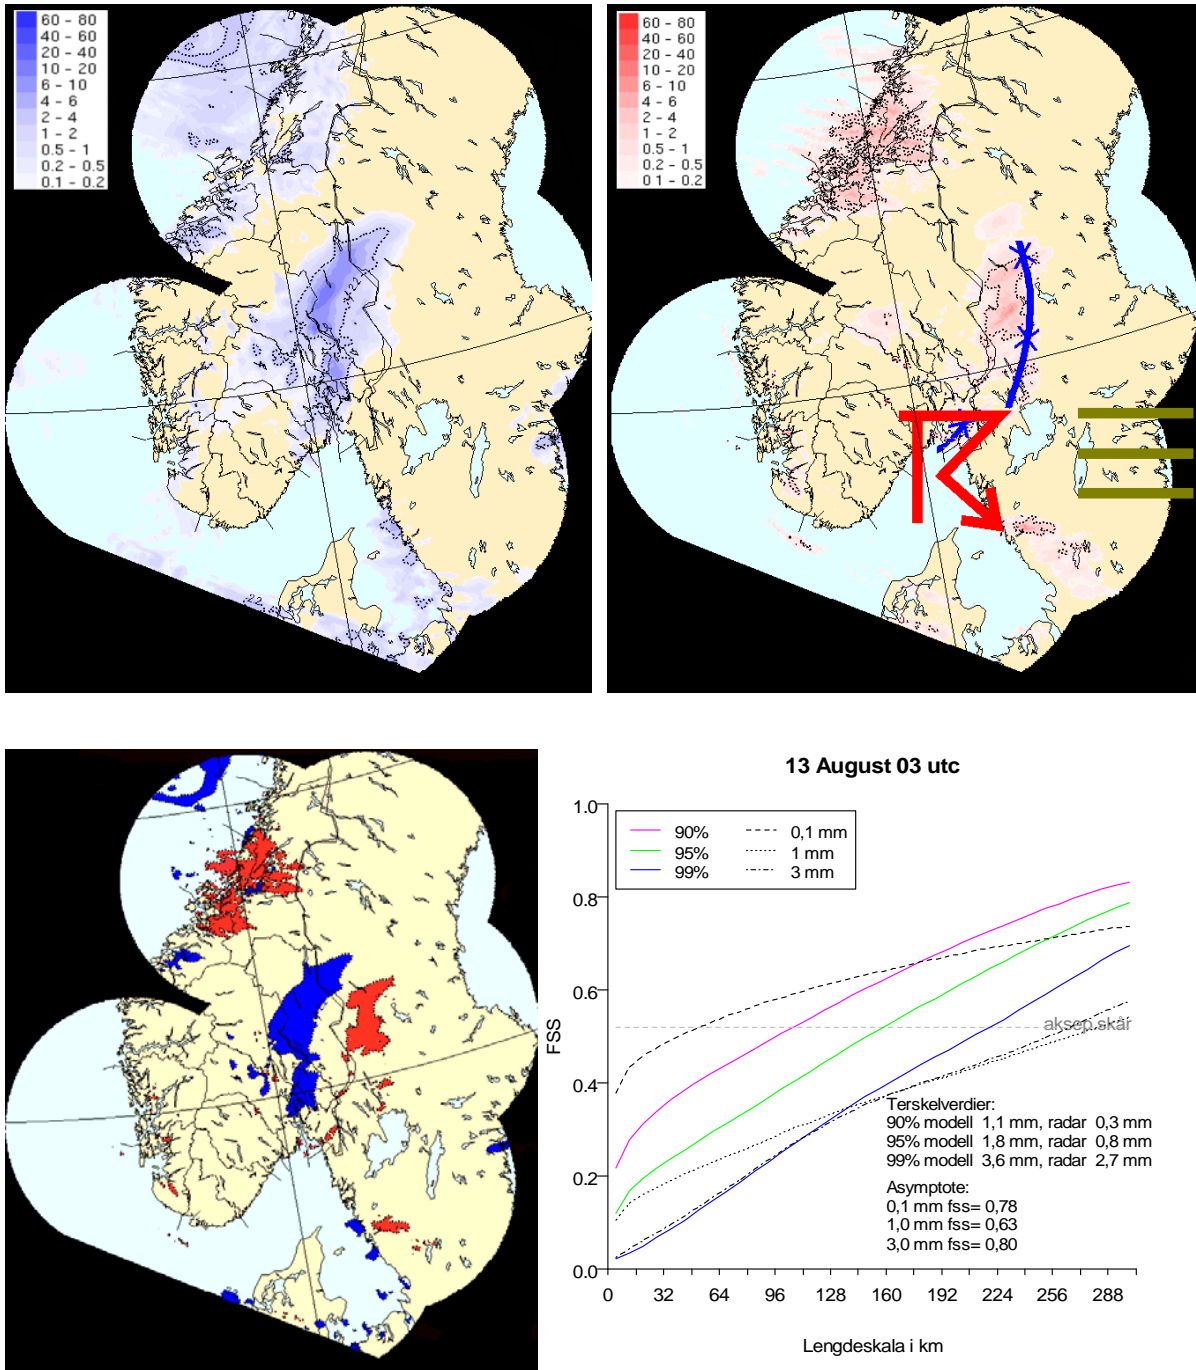 60 - 80
40 - 60
20 - 40
10 - 20
6 - 10
4 - 6
2 - 4
1 - 2
0.5 - 1
0.2 - 0.5
0.1 - 0.2
60 - 80
40 - 60
20 - 40
10 - 20
6 - 10
4 - 6
2 - 4
1 - 2
0.5 - 1
0.2 - 0.5
0.1 - 0.2
13 August 03 utc
90%
95%
99%
0,1 mm
1 mm
3 mm
FSS
1.0
0.8
0.6
0.4
0.2
0.0
aksep.skår
Terskelverdier:
90% modell 1,1 mm, radar 0,3 mm
95% modell 1,8 mm, radar 0,8 mm
99% modell 3,6 mm, radar 2,7 mm
Asymptote:
0,1 mm fss= 0,78
1,0 mm fss= 0,63
3,0 mm fss= 0,80
0 32 64 96 128 160 192 224 256 288
Lengdeskala i km